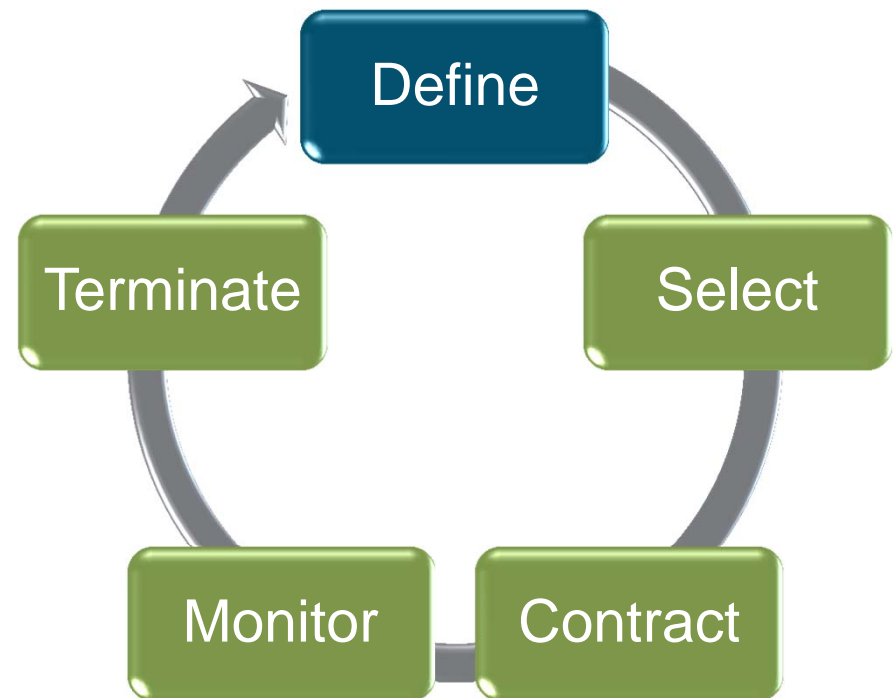 Define
Select
Contract
Monitor
Terminate